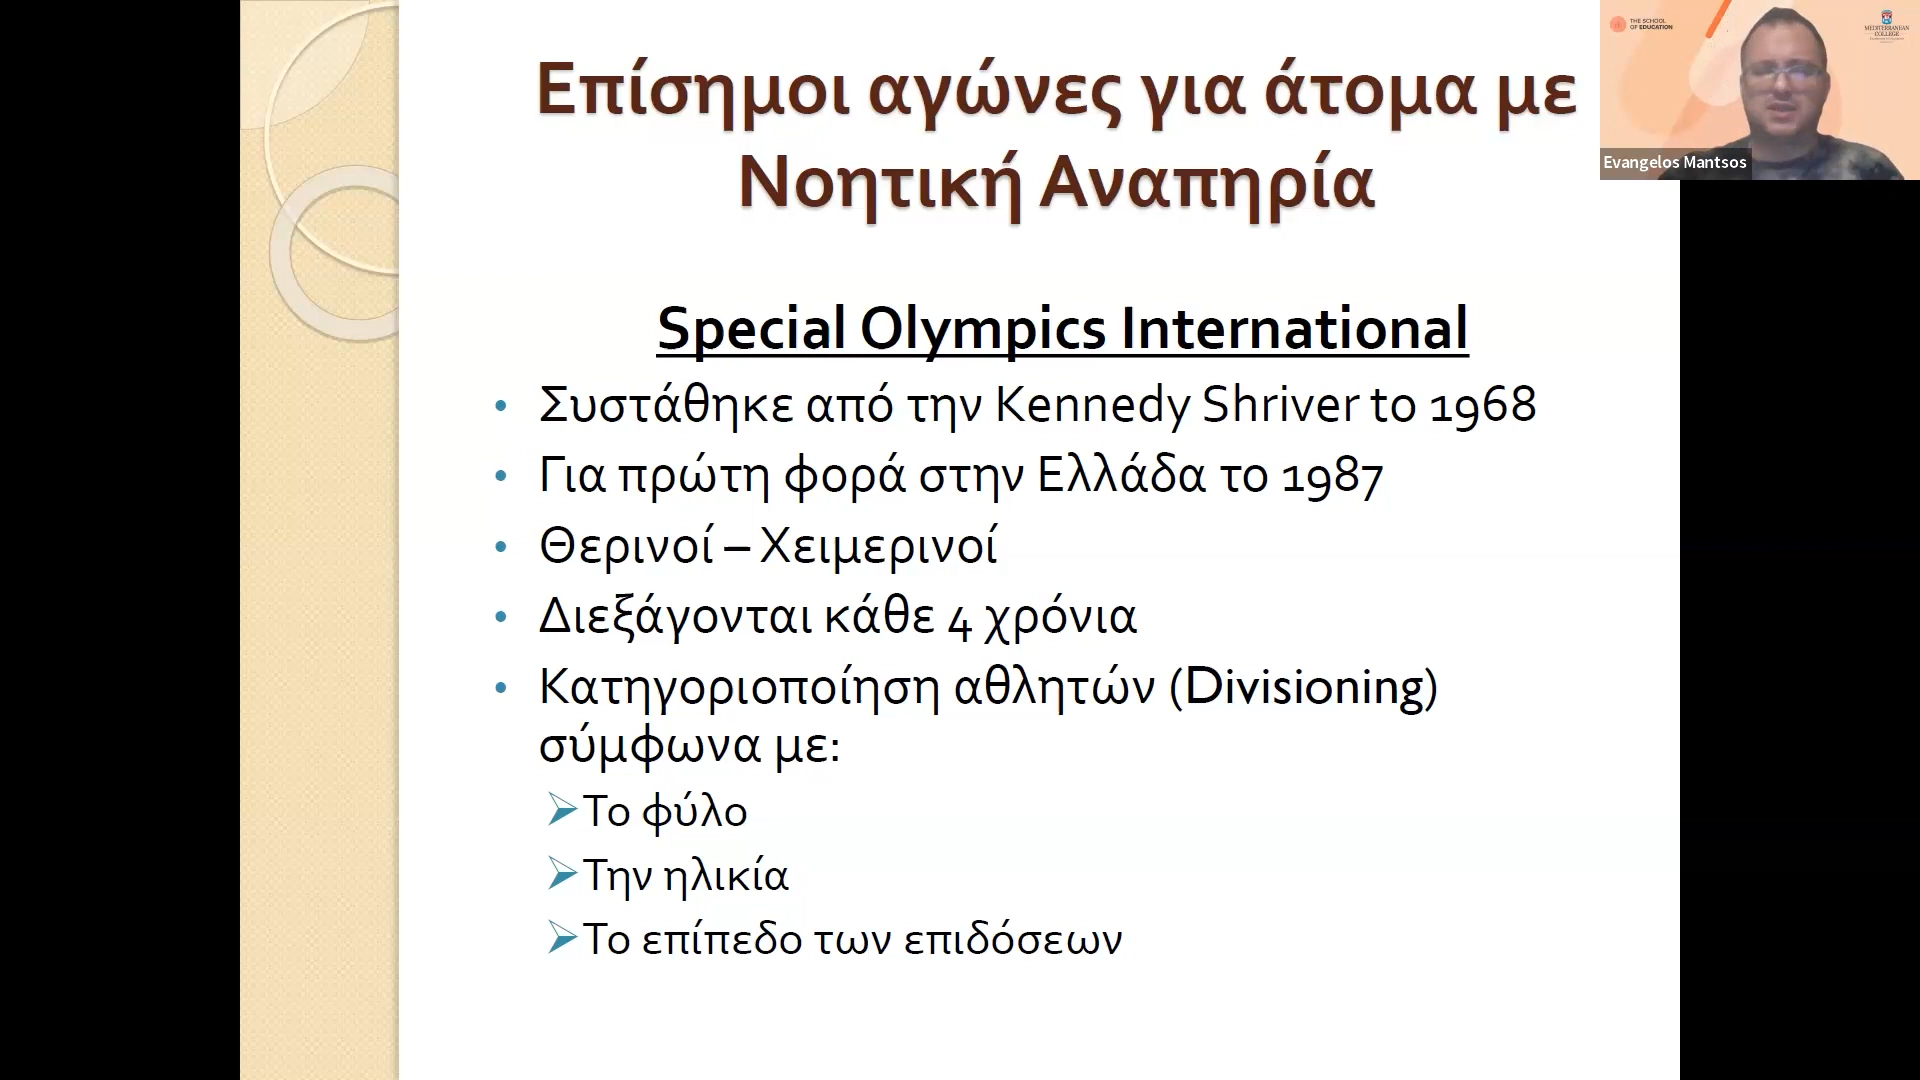 Επίσημοι αγώνες για άτομα με
Νοητική Αναπηρία
Special Olympics International
• Συστάθηκε από την Kennedy Shriver to 1968
• Για πρώτη φορά στην Ελλάδα το 1987
• Θερινοί – Χειμερινοί
• Διεξάγονται κάθε 4 χρόνια
• Κατηγοριοποίηση αθλητών (Divisioning)
σύμφωνα με:
➢Το φύλο
➢Την ηλικία
➢Το επίπεδο των επιδόσεων
THE SCHOOL
OF EDUCATION
MEDITERRANEAN
COLLEGE
Evangelos Mantsos